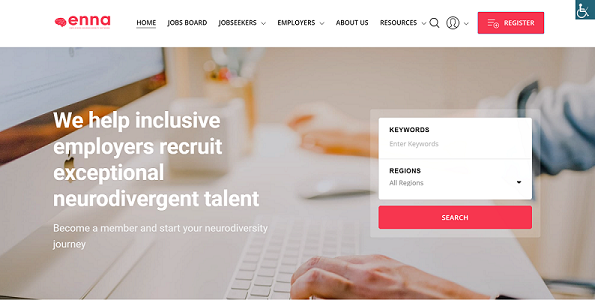 enna
HOME JOBS BOARD JOBSEEKERS EMPLOYERS ABOUT US RESOURCES REGISTER
We help inclusive
employers recruit
exceptional
neurodivergent talent
Become a member and start your neurodiversity
journey
KEYWORDS
Enter Keywords
REGIONS
All Regions
SEARCH